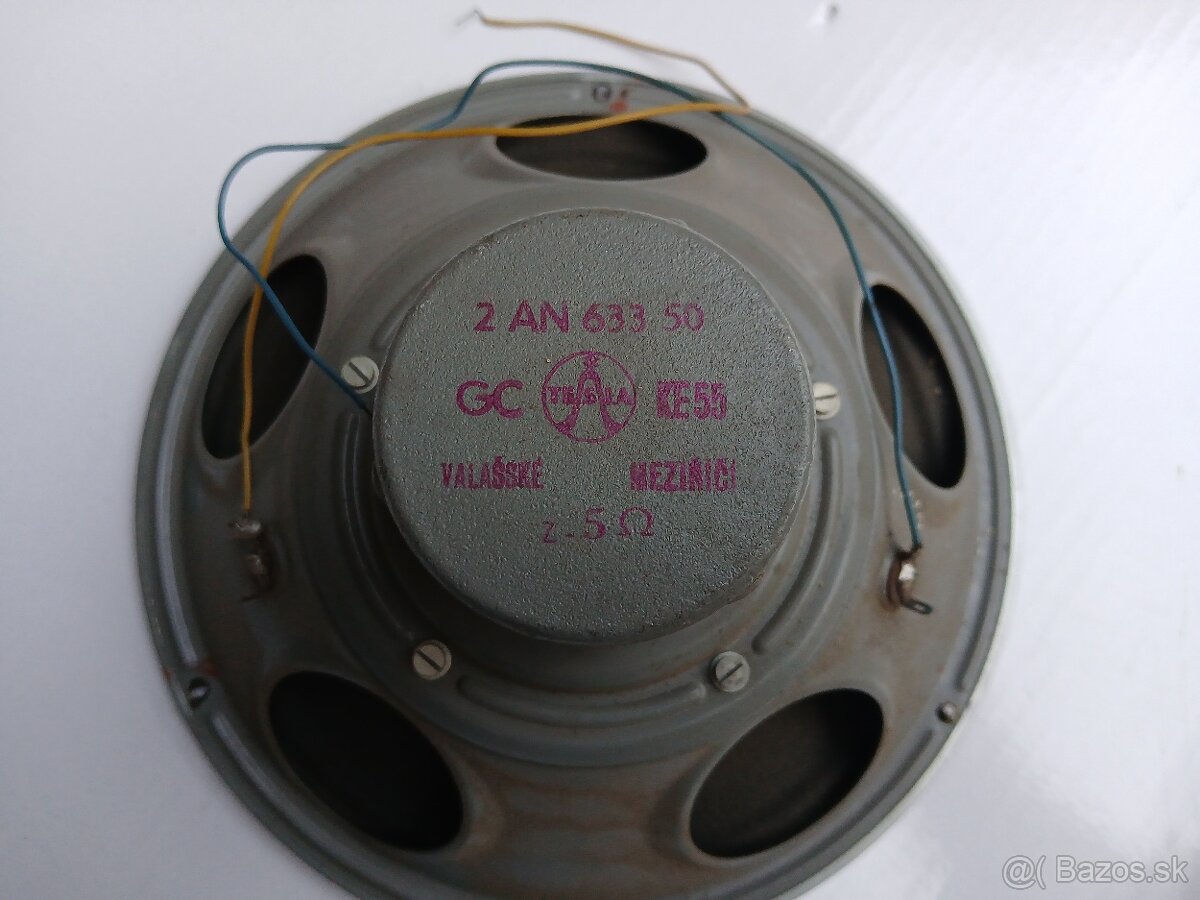 2 AN 633 50
GC TESLA KE55
VALAŠSKÉ MEZIŘÍČÍ
Z - 5 Ω
@( Bazos.sk